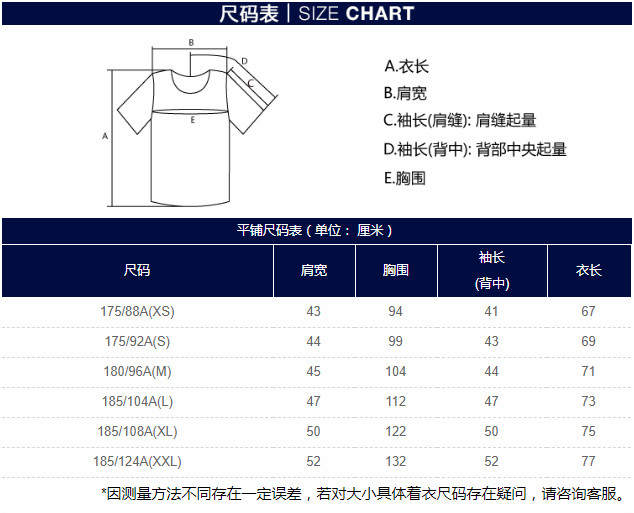 尺码表 | SIZE CHART
B
D
C
A
E
A.衣长
B.肩宽
C.袖长(肩缝): 肩缝起量
D.袖长(背中): 背部中央起量
E.胸围
平铺尺码表 ( 单位： 厘米 )
尺码 肩宽 胸围 袖长 (背中) 衣长
175/88A(XS) 43 94 41 67
175/92A(S) 44 99 43 69
180/96A(M) 45 104 44 71
185/104A(L) 47 112 47 73
185/108A(XL) 50 122 50 75
185/124A(XXL) 52 132 52 77
*因测量方法不同存在一定误差，若对大小具体着衣尺码存在疑问，请咨询客服。